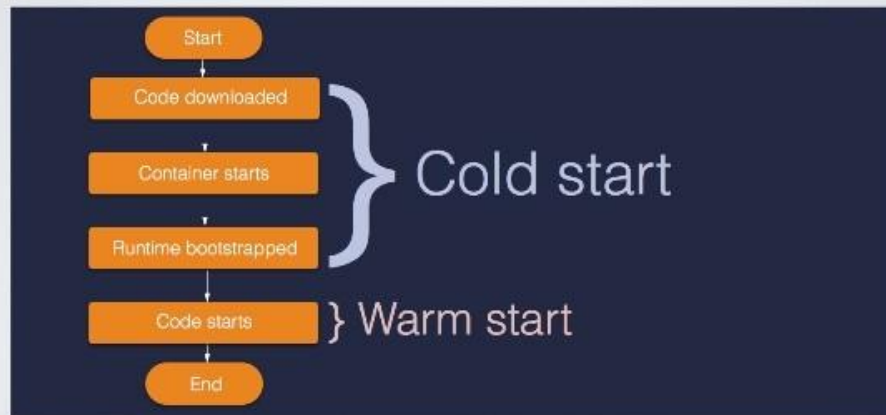 Start
Code downloaded
Container starts
Cold start
Runtime bootstrapped
Code starts
} Warm start
End